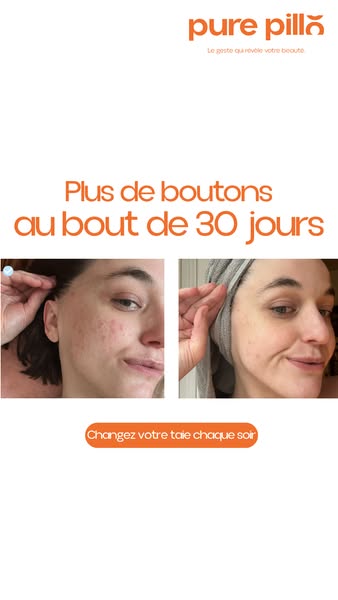 pure pillo
Le geste qui révèle votre beauté.
Plus de boutons
au bout de 30 jours
Changez votre taie chaque soir